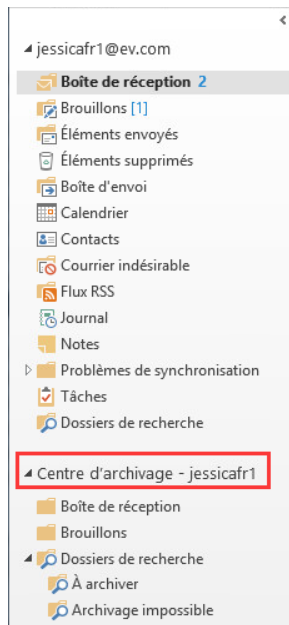 jessicafr1@ev.com
Boîte de réception 2
Brouillons [1]
Éléments envoyés
Éléments supprimés
Boîte d'envoi
Calendrier
Contacts
Courrier indésirable
Flux RSS
Journal
Notes
Problèmes de synchronisation
Tâches
Dossiers de recherche
Centre d'archivage - jessicafr1
Boîte de réception
Brouillons
Dossiers de recherche
À archiver
Archivage impossible